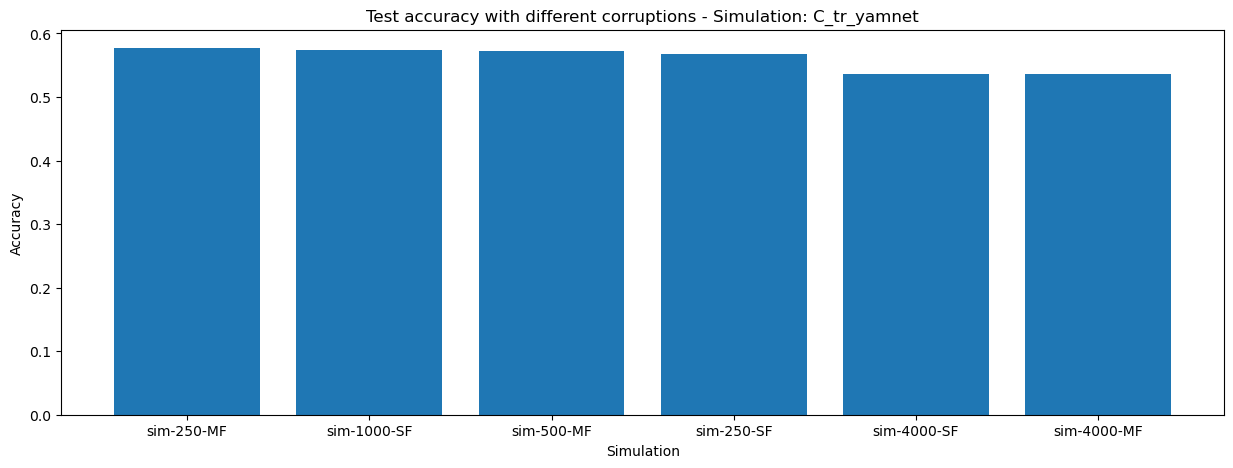 Test accuracy with different corruptions - Simulation: C_tr_yamnet
0.6
0.5
0.4
0.3
0.2
0.1
0.0
Accuracy
sim-250-MF
sim-1000-SF
sim-500-MF
sim-250-SF
sim-4000-SF
sim-4000-MF
Simulation